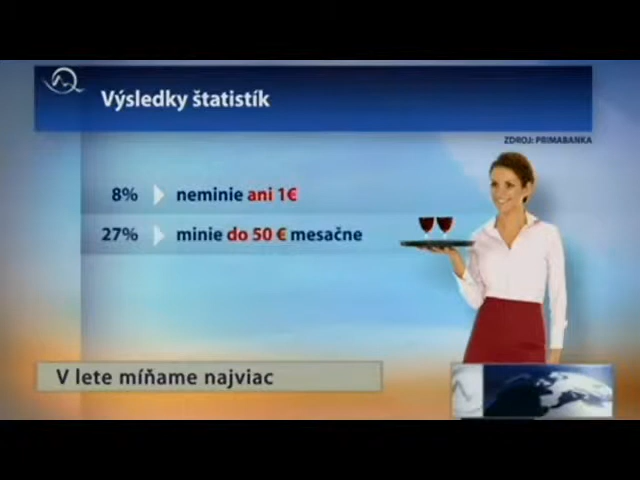 Výsledky štatistík
ZDROJ: PRIMABANKA
8% neminie ani 1€
27% minie do 50 € mesačne
V lete míňame najviac